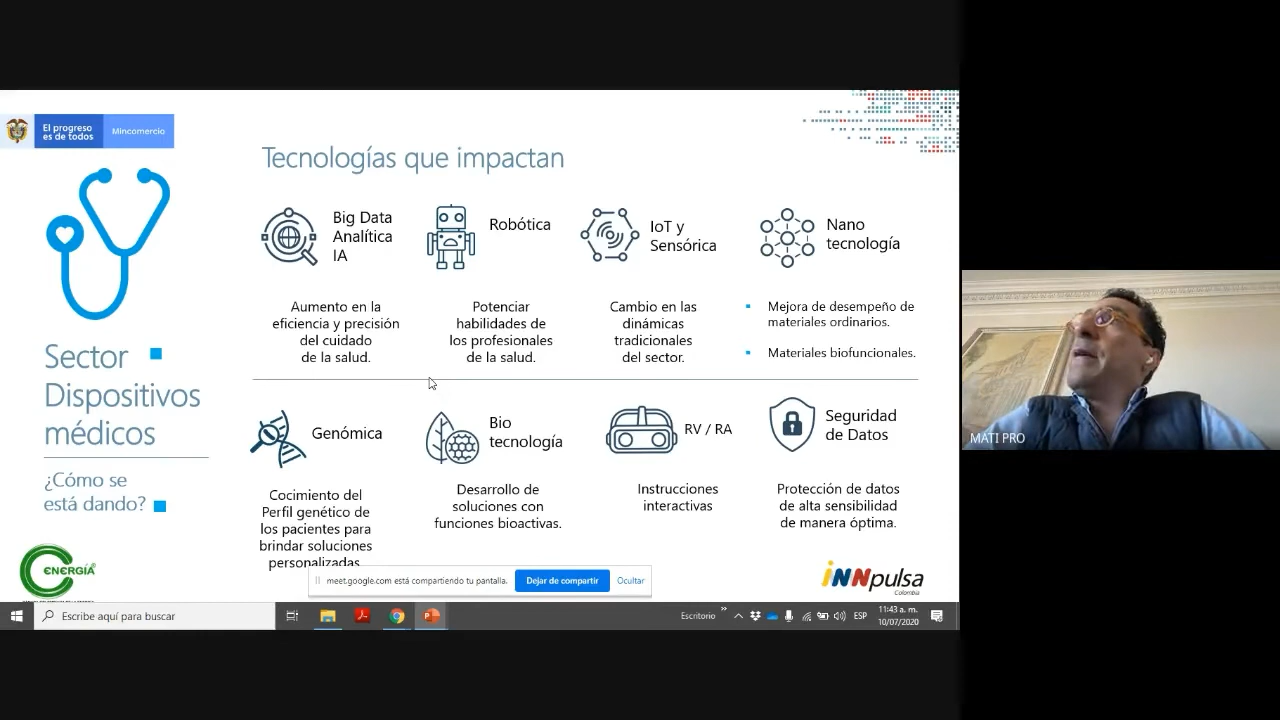 El progreso
es de todos
Mincomercio
Tecnologías que impactan
Big Data
Analítica
IA
Robótica
IoT y
Sensórica
Nano
tecnología
Aumento en la
eficiencia y precisión
del cuidado
de la salud.
Potenciar
habilidades de
los profesionales
de la salud.
Cambio en las
dinámicas
tradicionales
del sector.
Mejora de desempeño de
materiales ordinarios.
Materiales biofuncionales.
Sector
Dispositivos
médicos
¿Cómo se
está dando?
Genómica
Bio
tecnología
RV / RA
Seguridad
de Datos
Cocimiento del
Perfil genético de
los pacientes para
brindar soluciones
personalizadas
Desarrollo de
soluciones con
funciones bioactivas.
Instrucciones
interactivas
Protección de datos
de alta sensibilidad
de manera óptima.
MATI PRO
CENERGÍA
meet.google.com está compartiendo tu pantalla.
Dejar de compartir
Ocultar
iNNpulsa
Colombia
Escribe aquí para buscar
Escritorio
ESP
11:43 a. m.
10/07/2020